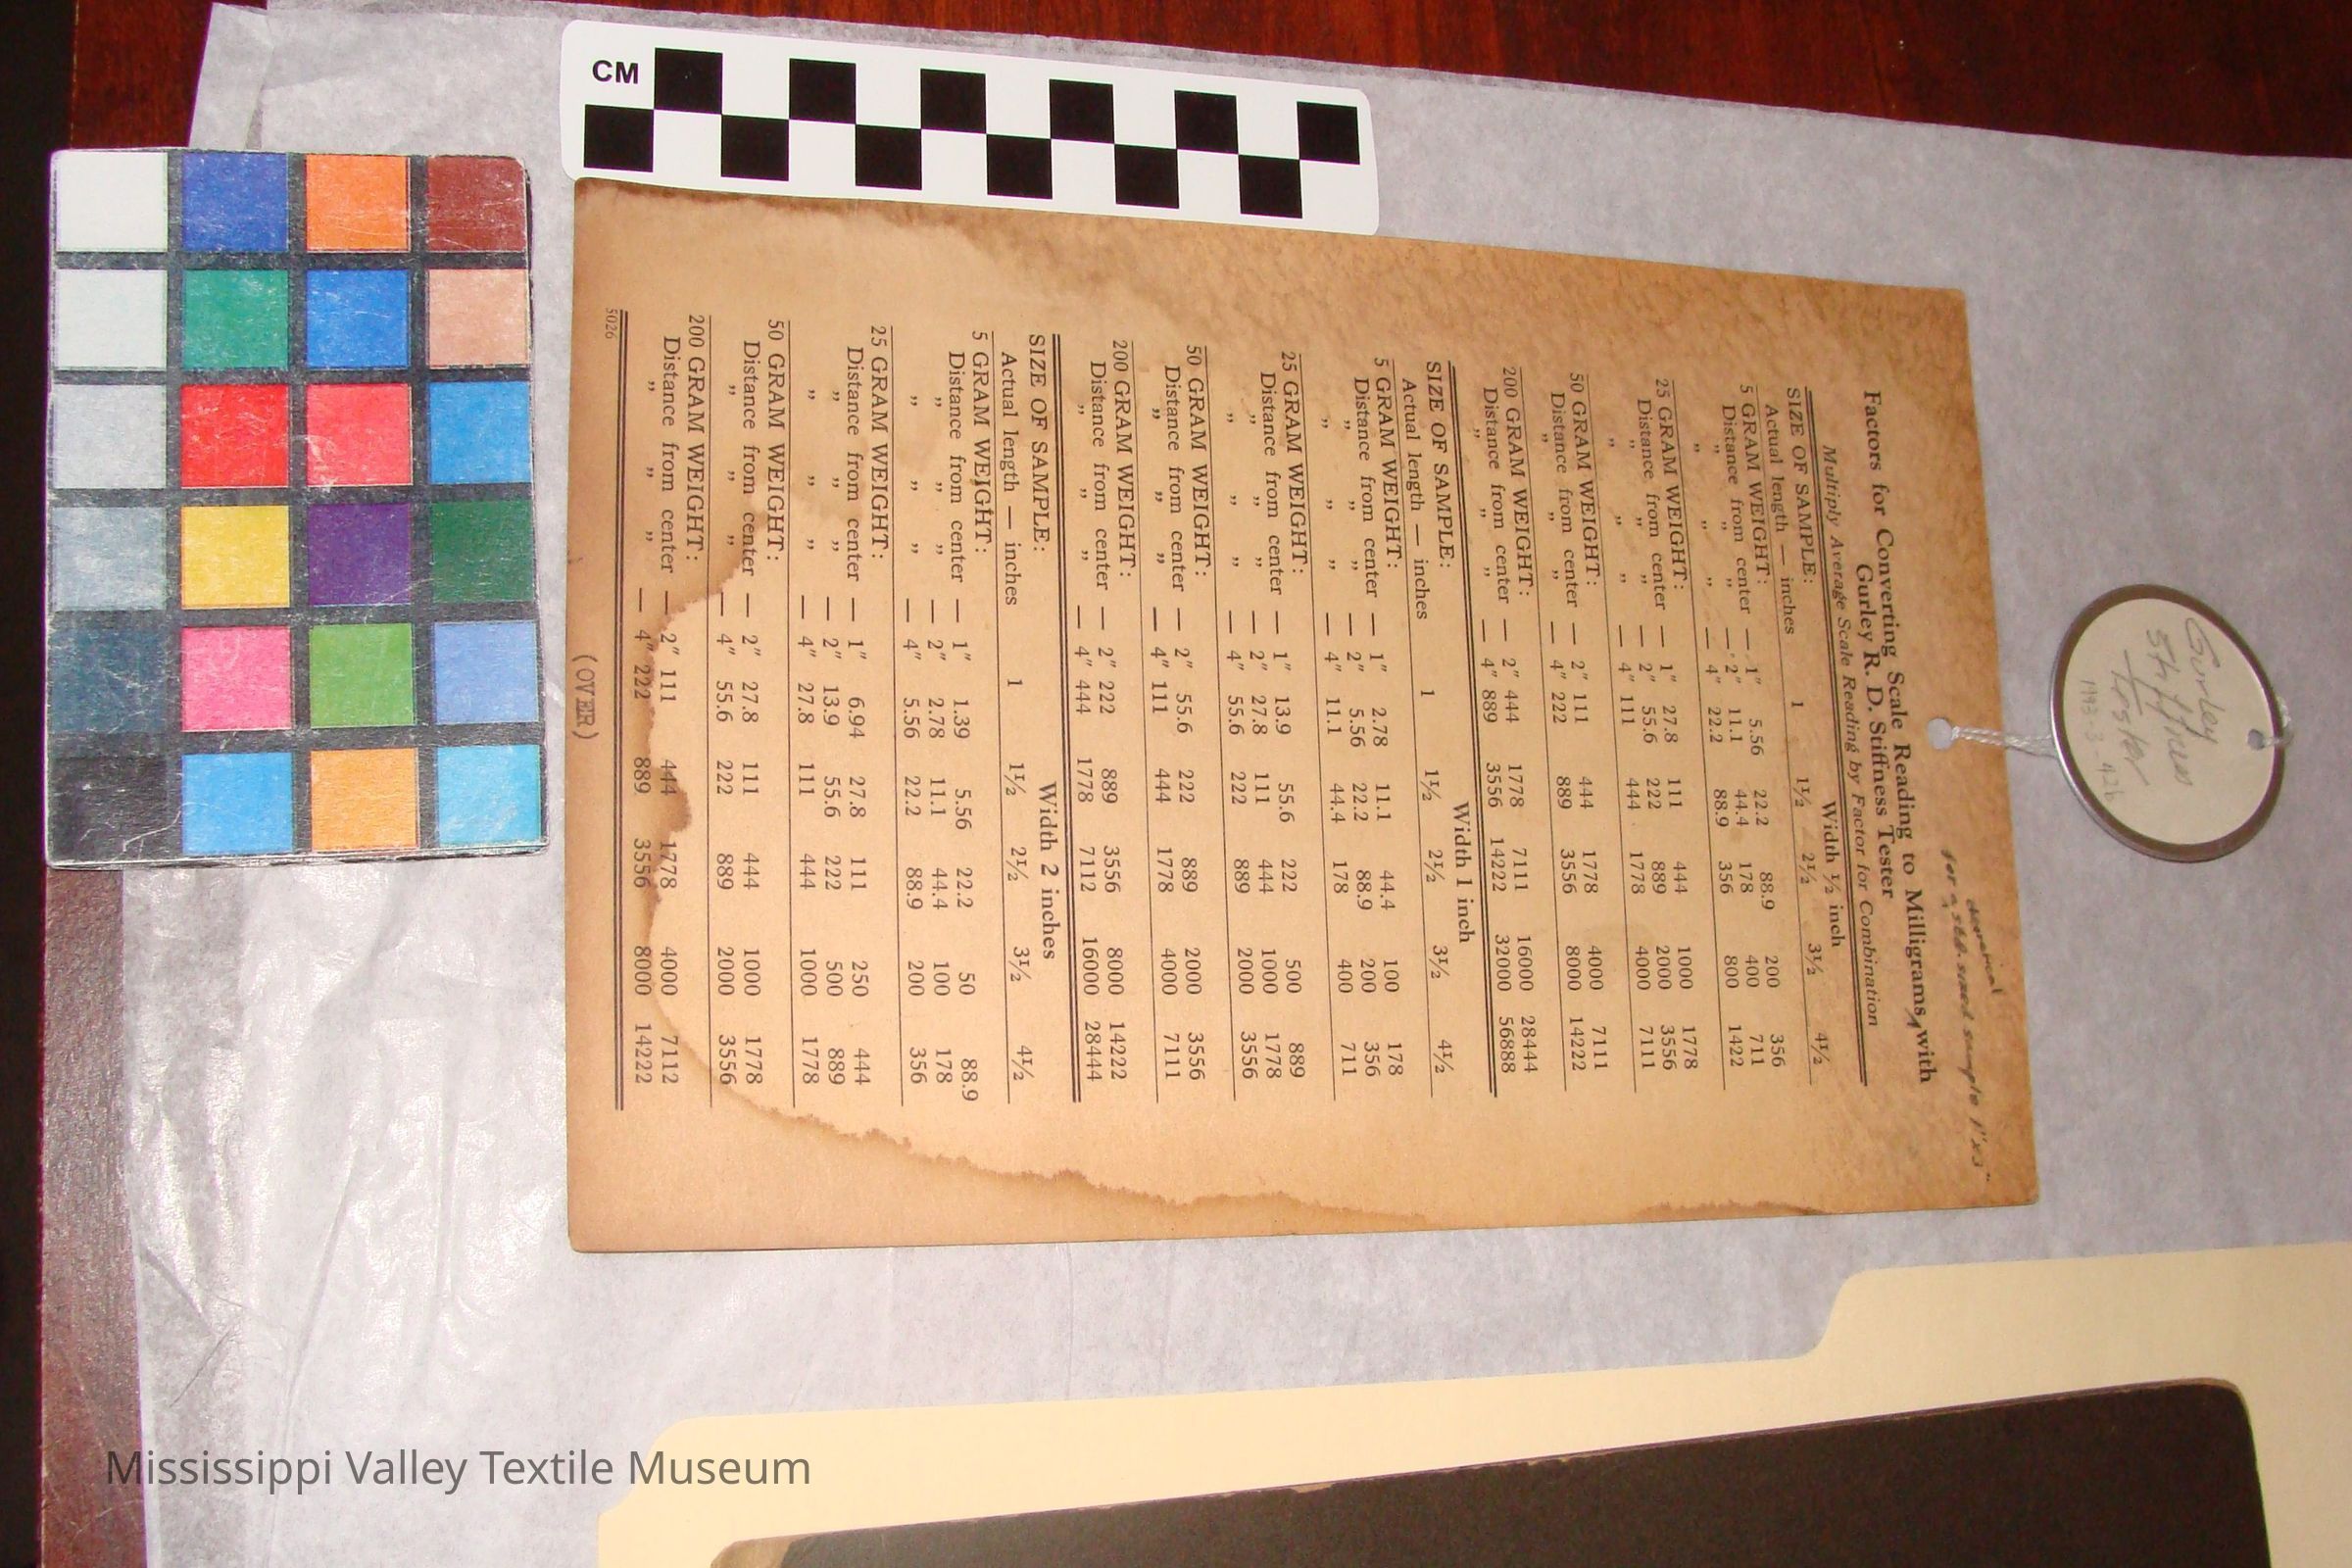 CM
sized sample 1"x3"
Factors for Converting Scale Reading to Milligrams, with
Gurley R. D. Stiffness Tester
Multiply Average Scale Reading by Factor for Combination
SIZE OF SAMPLE: Width ½ inch
Actual length — inches 1 1½ 2½ 3½ 4½
5 GRAM WEIGHT:
Distance from center — 1" 5.56 22.2 88.9 200 356
" " " — 2" 11.1 44.4 178 400 711
" " " — 4" 22.2 88.9 356 800 1422
25 GRAM WEIGHT:
Distance from center — 1" 27.8 111 444 1000 1778
" " " — 2" 55.6 222 889 2000 3556
" " " — 4" 111 444 1778 4000 7111
50 GRAM WEIGHT:
Distance from center — 2" 111 444 1778 4000 7111
" " " — 4" 222 889 3556 8000 14222
200 GRAM WEIGHT:
Distance from center — 2" 444 1778 7111 16000 28444
" " " — 4" 889 3556 14222 32000 56888
SIZE OF SAMPLE: Width 1 inch
Actual length — inches 1 1½ 2½ 3½ 4½
5 GRAM WEIGHT:
Distance from center — 1" 2.78 11.1 44.4 100 178
" " " — 2" 5.56 22.2 88.9 200 356
" " " — 4" 11.1 44.4 178 400 711
25 GRAM WEIGHT:
Distance from center — 1" 13.9 55.6 222 500 889
" " " — 2" 27.8 111 444 1000 1778
" " " — 4" 55.6 222 889 2000 3556
50 GRAM WEIGHT:
Distance from center — 2" 55.6 222 889 2000 3556
" " " — 4" 111 444 1778 4000 7111
200 GRAM WEIGHT:
Distance from center — 2" 222 889 3556 8000 14222
" " " — 4" 444 1778 7112 16000 28444
SIZE OF SAMPLE: Width 2 inches
Actual length — inches 1 1½ 2½ 3½ 4½
5 GRAM WEIGHT:
Distance from center — 1" 1.39 5.56 22.2 50 88.9
" " " — 2" 2.78 11.1 44.4 100 178
" " " — 4" 5.56 22.2 88.9 200 356
25 GRAM WEIGHT:
Distance from center — 1" 6.94 27.8 111 250 444
" " " — 2" 13.9 55.6 222 500 889
" " " — 4" 27.8 111 444 1000 1778
50 GRAM WEIGHT:
Distance from center — 2" 27.8 111 444 1000 1778
" " " — 4" 55.6 222 889 2000 3556
200 GRAM WEIGHT:
Distance from center — 2" 111 444 1778 4000 7112
" " " — 4" 222 889 3556 8000 14222
5026
(OVER)
Gurley
Stiffness
Tester
Mississippi Valley Textile Museum